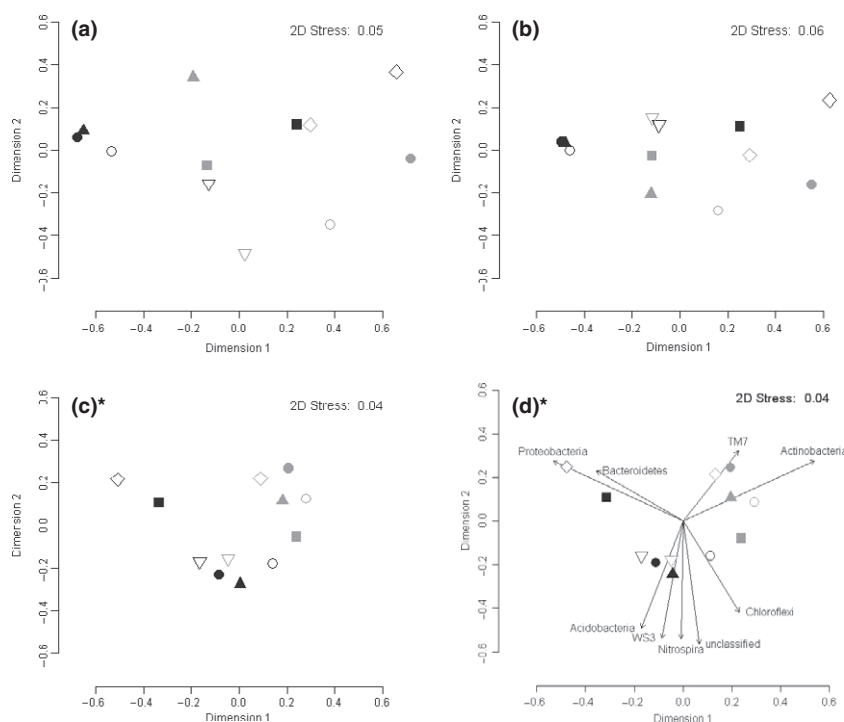 (a)
2D Stress: 0.05
0.6
0.4
0.2
0.0
−0.2
−0.4
−0.6
Dimension 2
−0.6 −0.4 −0.2 0.0 0.2 0.4 0.6
Dimension 1
(b)
2D Stress: 0.06
0.6
0.4
0.2
0.0
−0.2
−0.4
−0.6
Dimension 2
−0.6 −0.4 −0.2 0.0 0.2 0.4 0.6
Dimension 1
(c)*
2D Stress: 0.04
0.6
0.4
0.2
0.0
−0.2
−0.4
−0.6
Dimension 2
−0.6 −0.4 −0.2 0.0 0.2 0.4 0.6
Dimension 1
(d)*
2D Stress: 0.04
0.6
0.4
0.2
0.0
−0.2
−0.4
−0.6
Dimension 2
TM7
Proteobacteria
Actinobacteria
Bacteroidetes
Chloroflexi
Acidobacteria
WS3
Nitrospira
unclassified
−0.6 −0.4 −0.2 0.0 0.2 0.4 0.6
Dimension 1